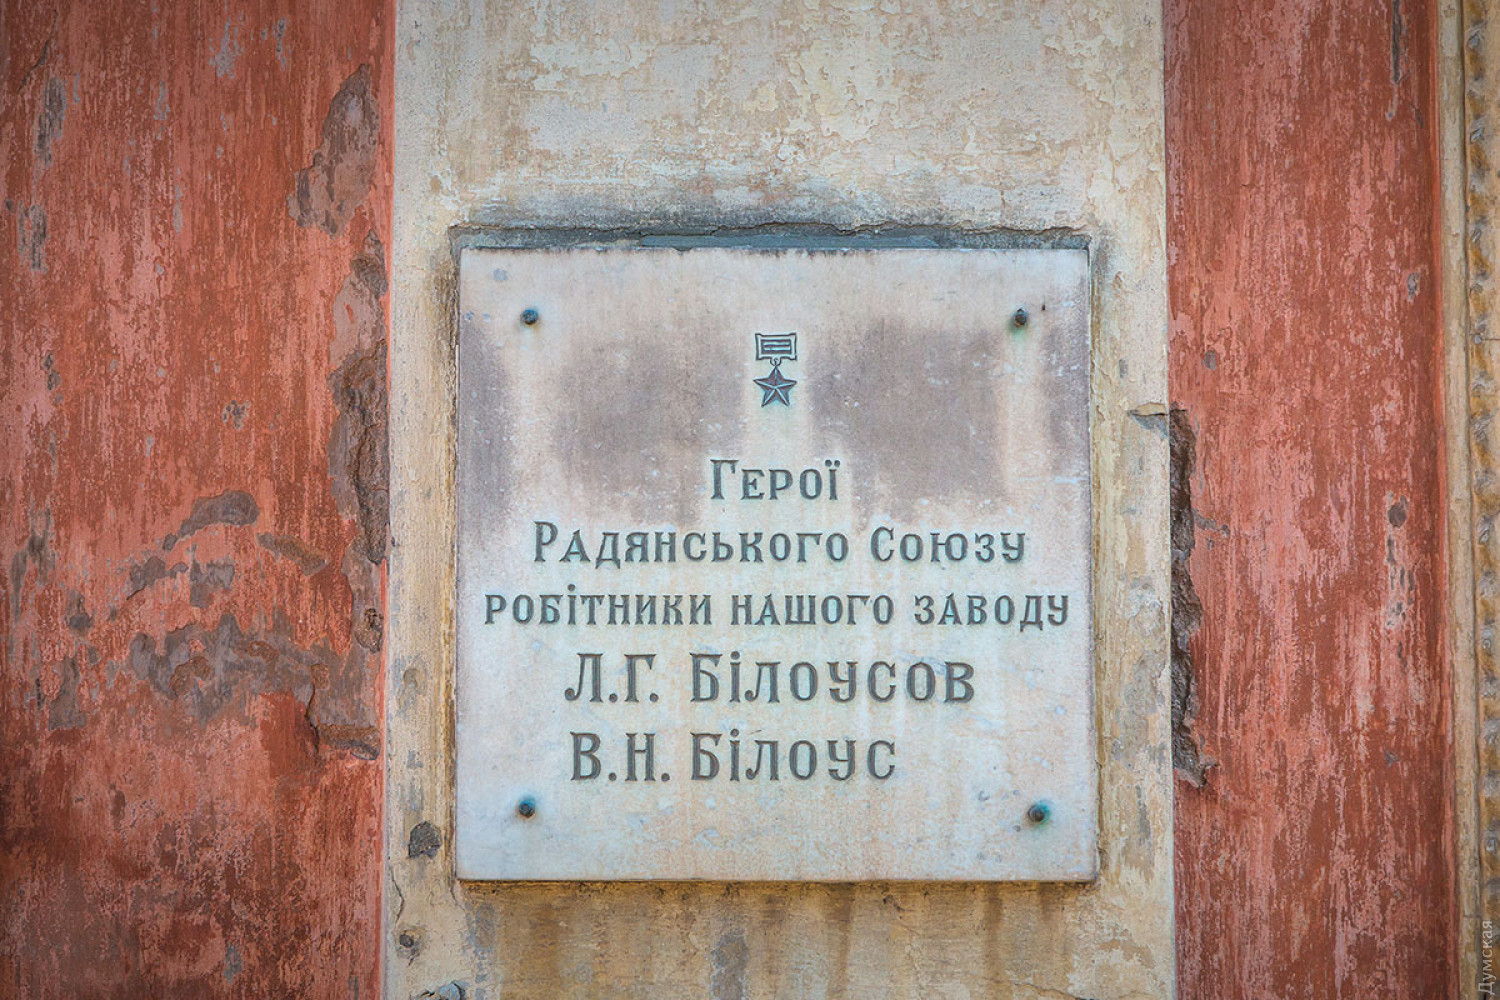 Герої
Радянського Союзу
робітники нашого заводу
Л.Г. Білоусов
В.Н. Білоус
Думская